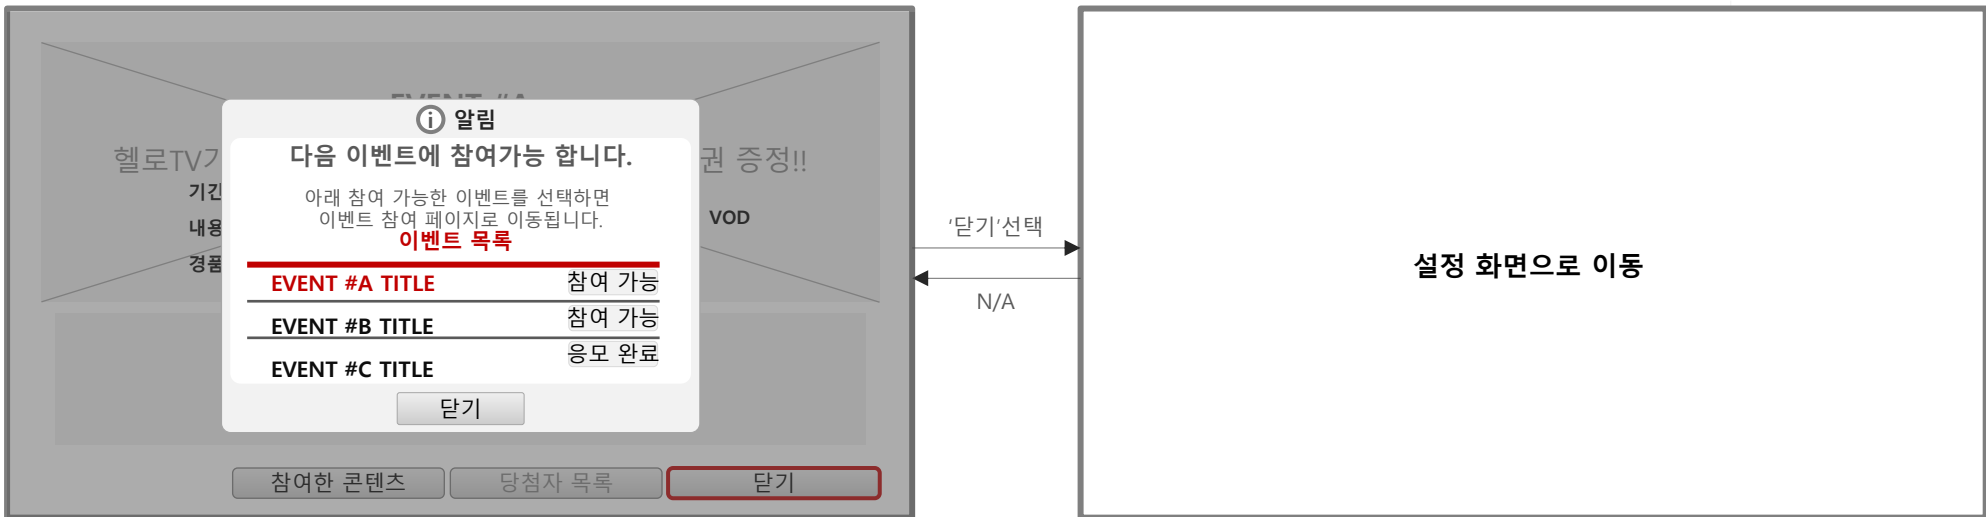 알림
헬로TV
권 증정!!
다음 이벤트에 참여가능 합니다.
기간
아래 참여 가능한 이벤트를 선택하면
이벤트 참여 페이지로 이동됩니다.
VOD
내용
이벤트 목록
경품
EVENT #A TITLE 참여 가능
EVENT #B TITLE 참여 가능
EVENT #C TITLE 응모 완료
닫기
참여한 콘텐츠 당첨자 목록 닫기
'닫기'선택
N/A
설정 화면으로 이동